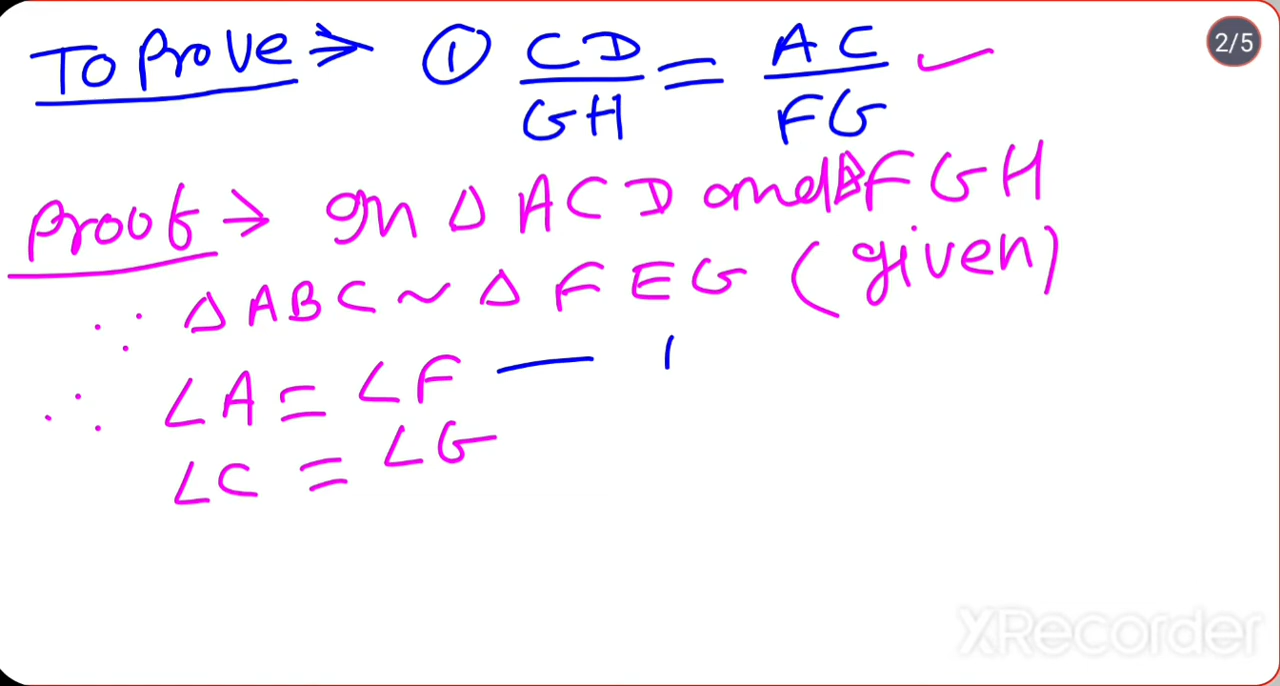 To Prove ⇒ ① CD/GH = AC/FG ✓
2/5
Proof → In Δ ACD and Δ FGH
∵ Δ ABC ~ Δ FEG (given)
∴ ∠A = ∠F — 1
∠C = ∠G
XRecorder